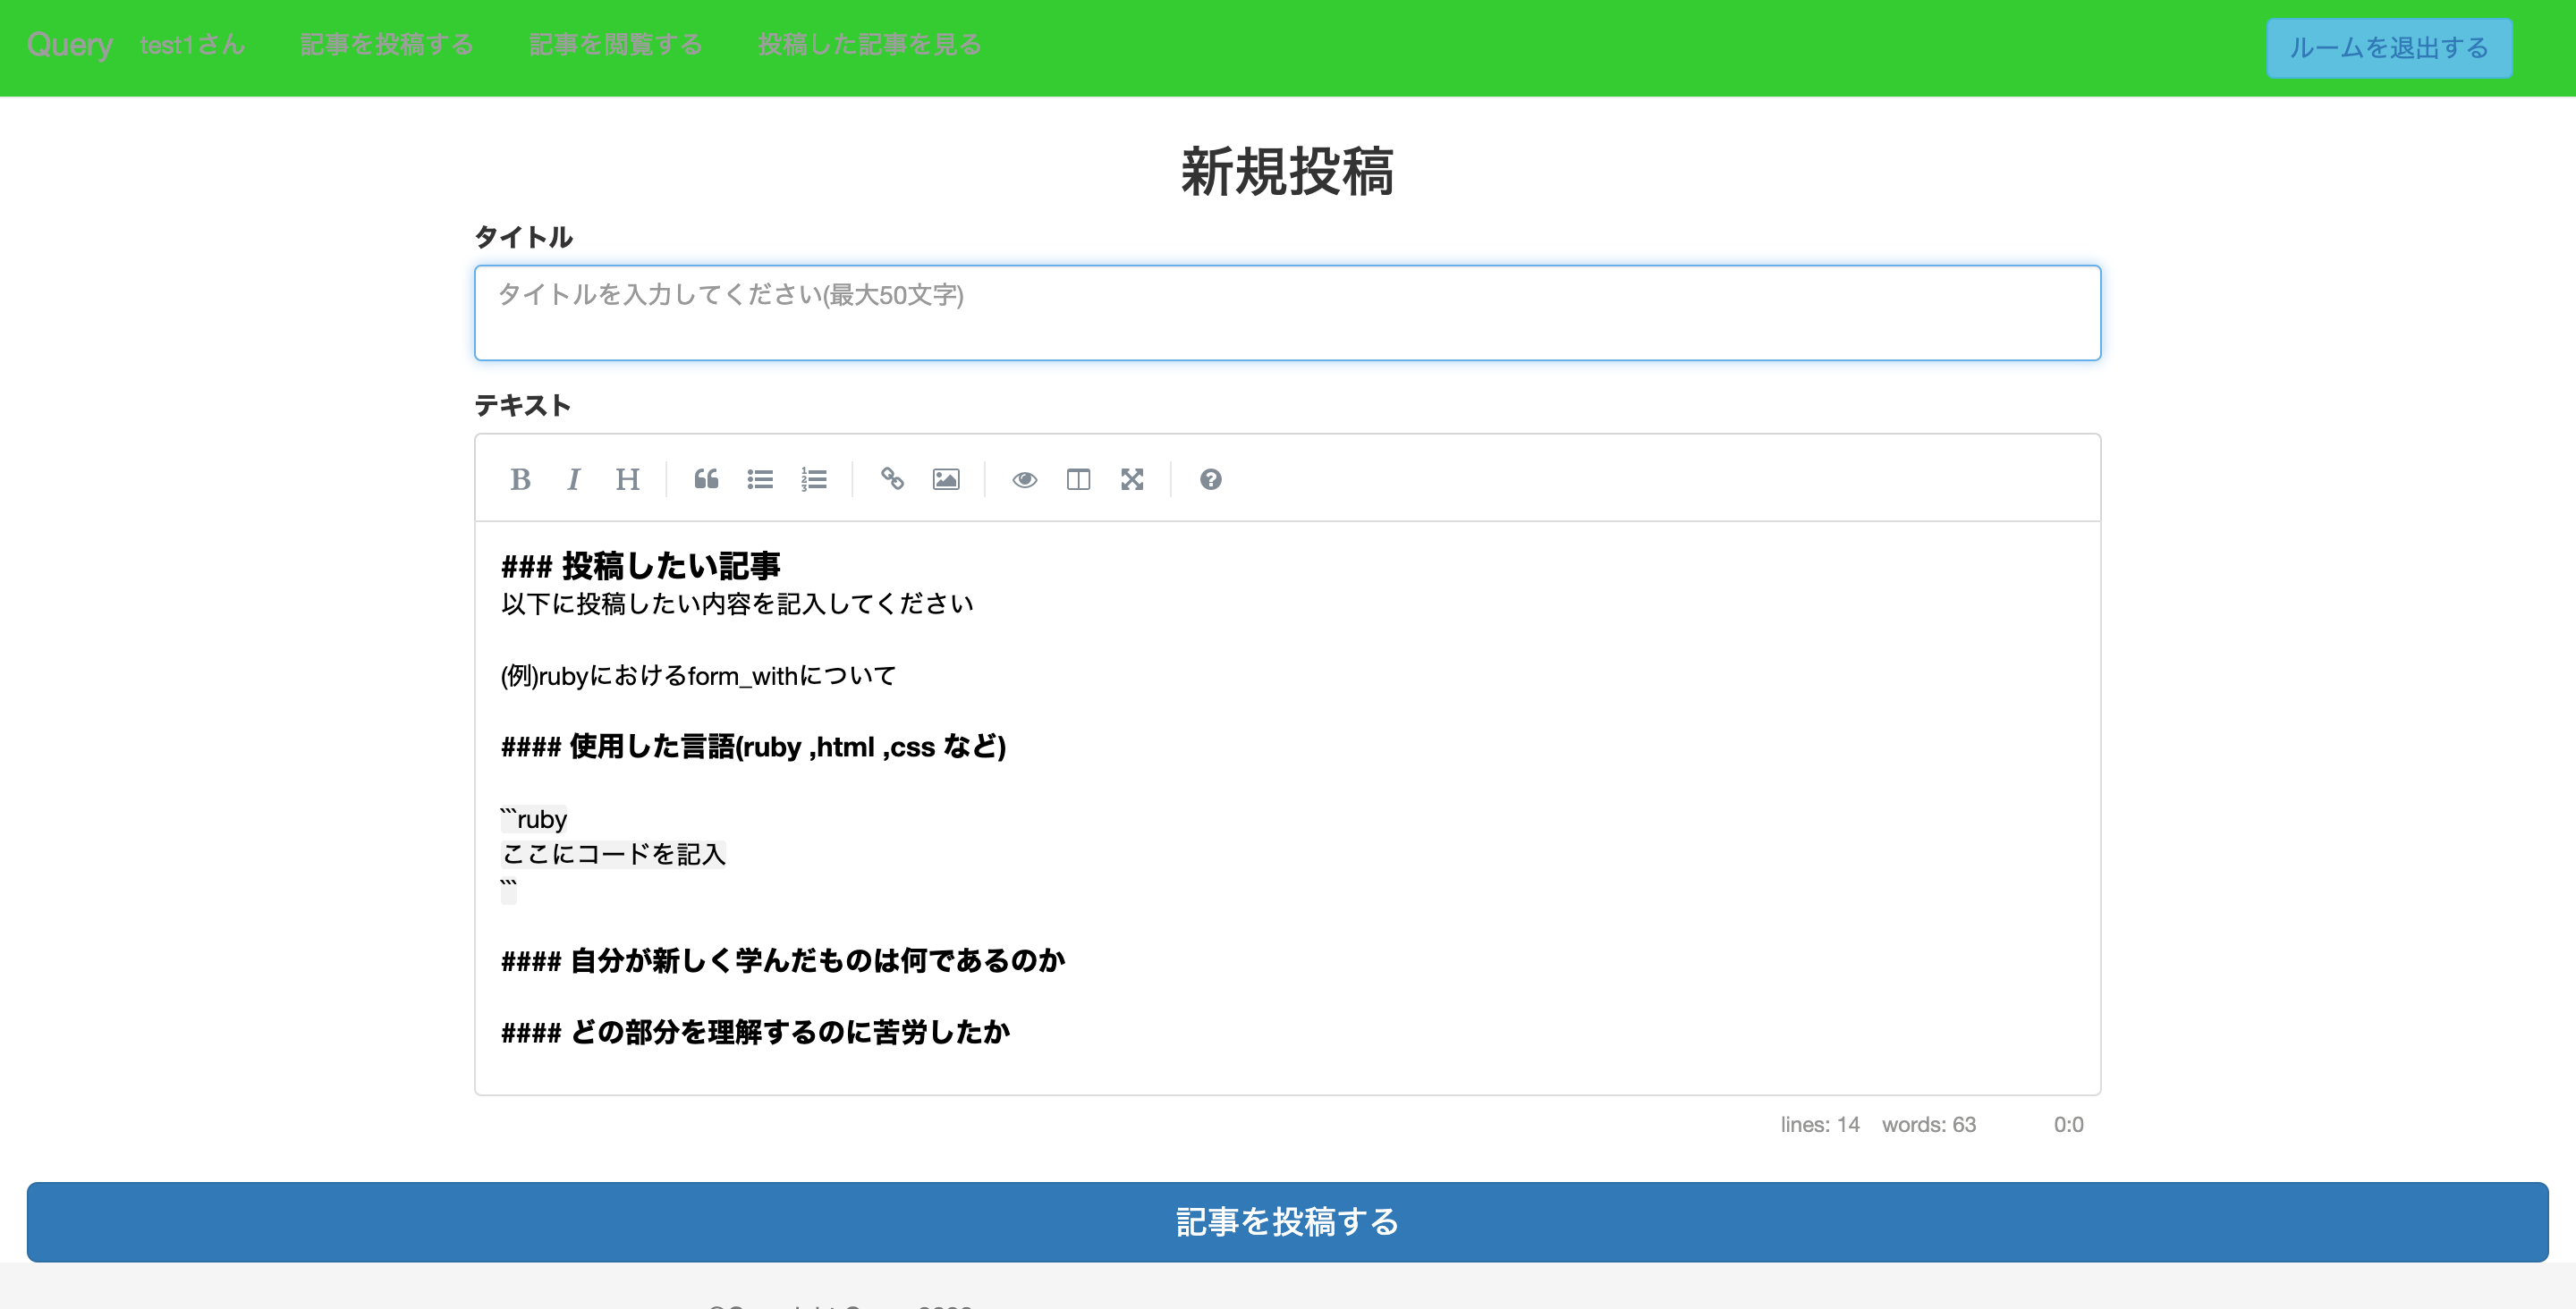 Query test1さん 記事を投稿する 記事を閲覧する 投稿した記事を見る ルームを退出する
新規投稿
タイトル
タイトルを入力してください(最大50文字)
テキスト
B I H
### 投稿したい記事
以下に投稿したい内容を記入してください
(例)rubyにおけるform_withについて
#### 使用した言語(ruby ,html ,css など)
```ruby
ここにコードを記入
```
#### 自分が新しく学んだものは何であるのか
#### どの部分を理解するのに苦労したか
lines: 14 words: 63 0:0
記事を投稿する